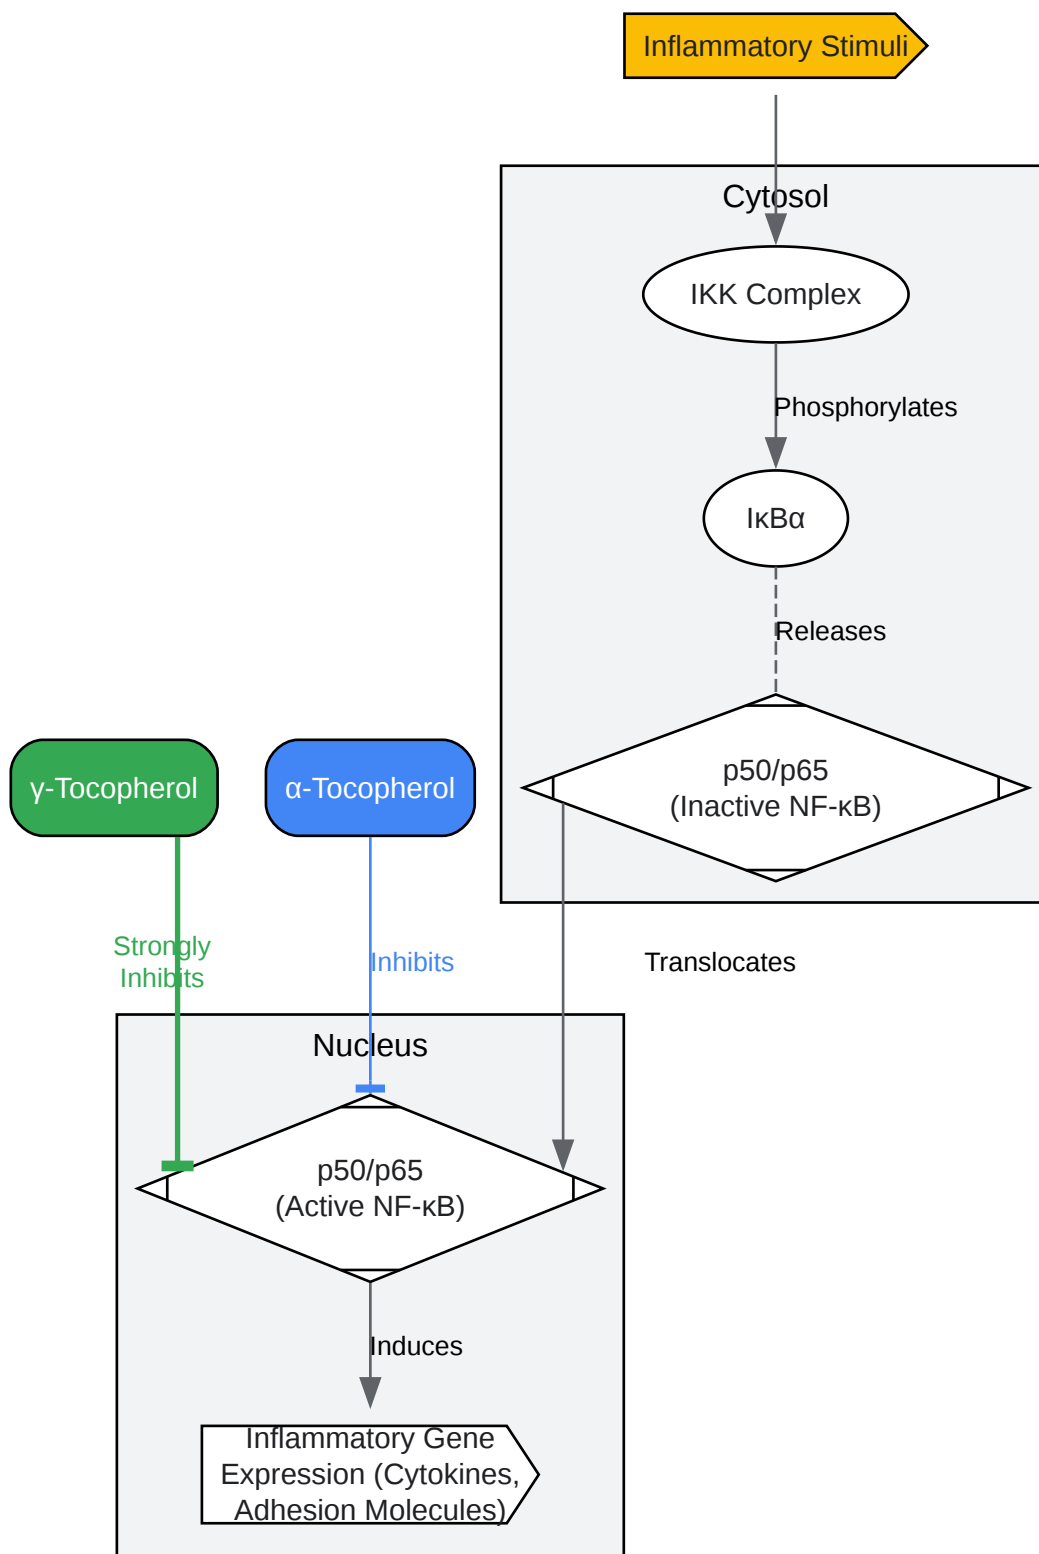 Inflammatory Stimuli
Cytosol
IKK Complex
Phosphorylates
IκBα
Releases
p50/p65
(Inactive NF-κB)
γ-Tocopherol
α-Tocopherol
Strongly
Inhibits
Inhibits
Translocates
Nucleus
p50/p65
(Active NF-κB)
Induces
Inflammatory Gene
Expression (Cytokines,
Adhesion Molecules)